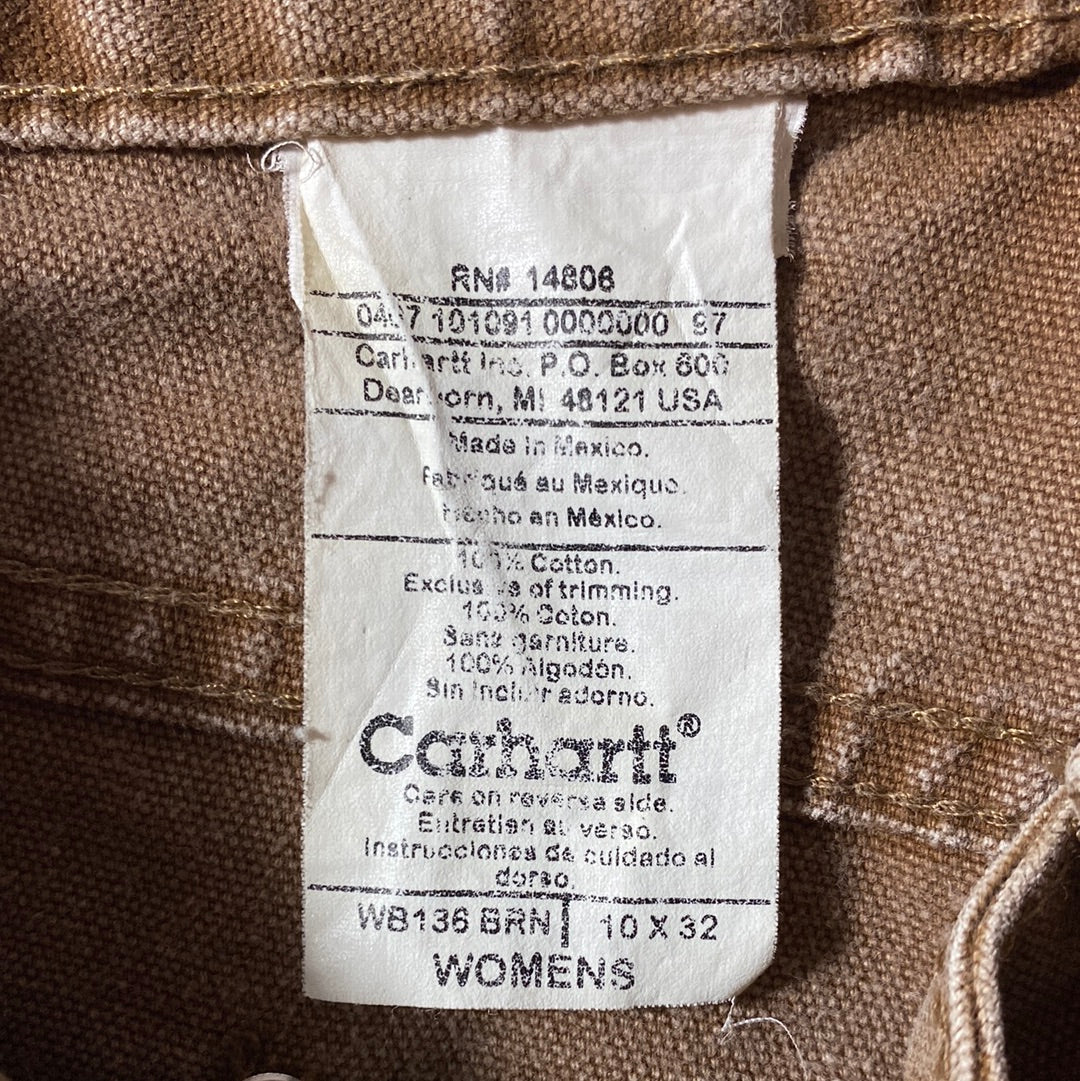 RN# 14806
101091 0000000 97
Carhartt Inc. P.O. Box 600
Dearborn, MI 48121 USA
Made in Mexico.
Fabriqué au Mexique.
Hecho en México.
100% Cotton.
Exclusive of trimming.
100% Coton.
Sans garniture.
100% Algodón.
Sin incluir adorno.
Carhartt®
Care on reverse side.
Entretien au verso.
Instrucciones de cuidado al
dorso.
WB136 BRN 10 X 32
WOMENS